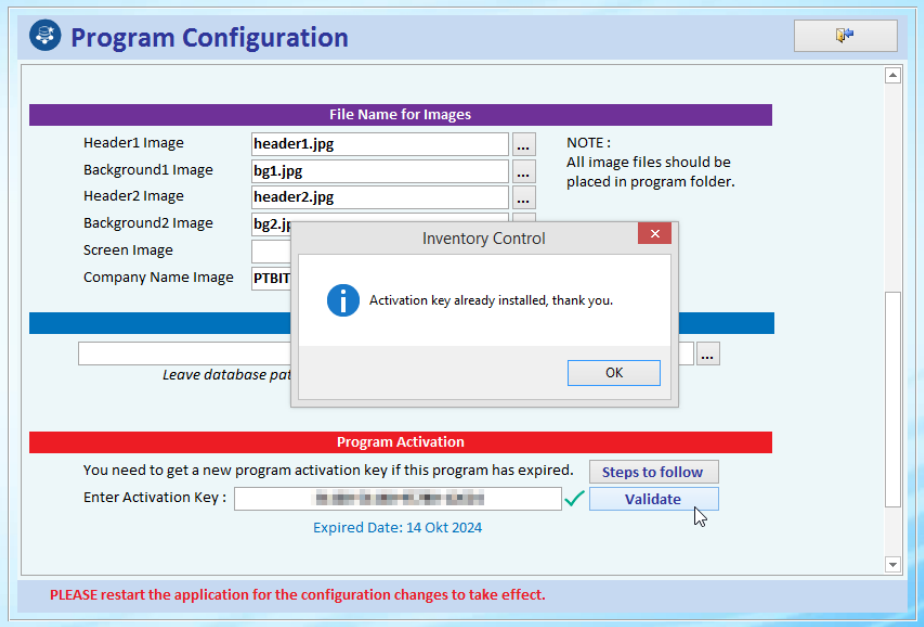 Program Configuration
File Name for Images
Header1 Image
header1.jpg
...
NOTE :
Background1 Image
bg1.jpg
...
All image files should be
placed in program folder.
Header2 Image
header2.jpg
...
Background2 Image
Screen Image
Company Name Image
PTBIT
Inventory Control
Activation key already installed, thank you.
OK
...
Leave database
Program Activation
You need to get a new program activation key if this program has expired.
Steps to follow
Enter Activation Key :
Validate
Expired Date: 14 Okt 2024
PLEASE restart the application for the configuration changes to take effect.